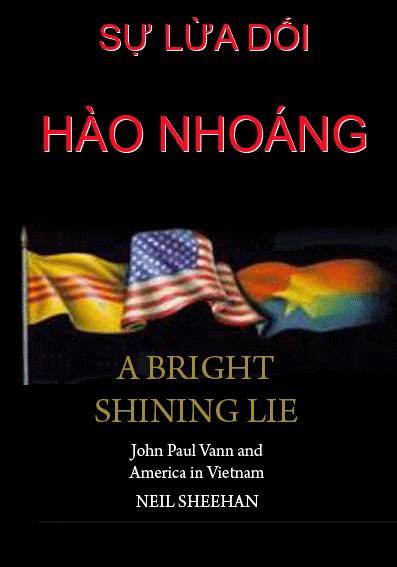 SỰ LỪA DỐI
HÀO NHOÁNG
A BRIGHT
SHINING LIE
John Paul Vann and
America in Vietnam
NEIL SHEEHAN